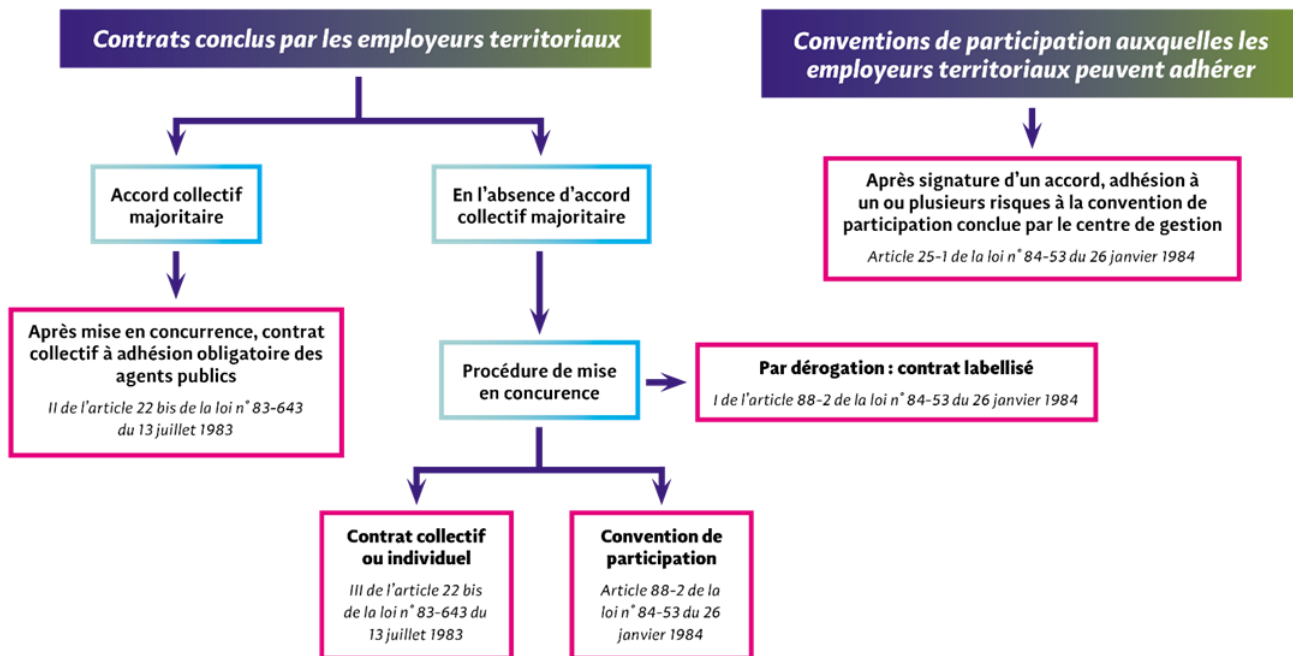 Contrats conclus par les employeurs territoriaux
Conventions de participation auxquelles les
employeurs territoriaux peuvent adhérer
Accord collectif
majoritaire
En l'absence d'accord
collectif majoritaire
Après signature d'un accord, adhésion à
un ou plusieurs risques à la convention de
participation conclue par le centre de gestion
Article 25-1 de la loi n° 84-53 du 26 janvier 1984
Après mise en concurrence, contrat
collectif à adhésion obligatoire des
agents publics
II de l'article 22 bis de la loi n° 83-643
du 13 juillet 1983
Procédure de mise
en concurence
Par dérogation : contrat labellisé
I de l'article 88-2 de la loi n° 84-53 du 26 janvier 1984
Contrat collectif
ou individuel
III de l'article 22 bis
de la loi n° 83-643 du
13 juillet 1983
Convention de
participation
Article 88-2 de la
loi n° 84-53 du 26
janvier 1984